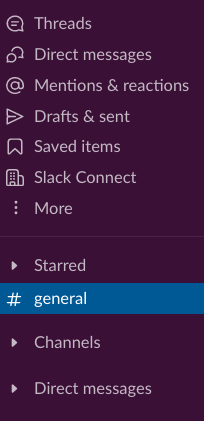 Threads
Direct messages
Mentions & reactions
Drafts & sent
Saved items
Slack Connect
More
Starred
# general
Channels
Direct messages